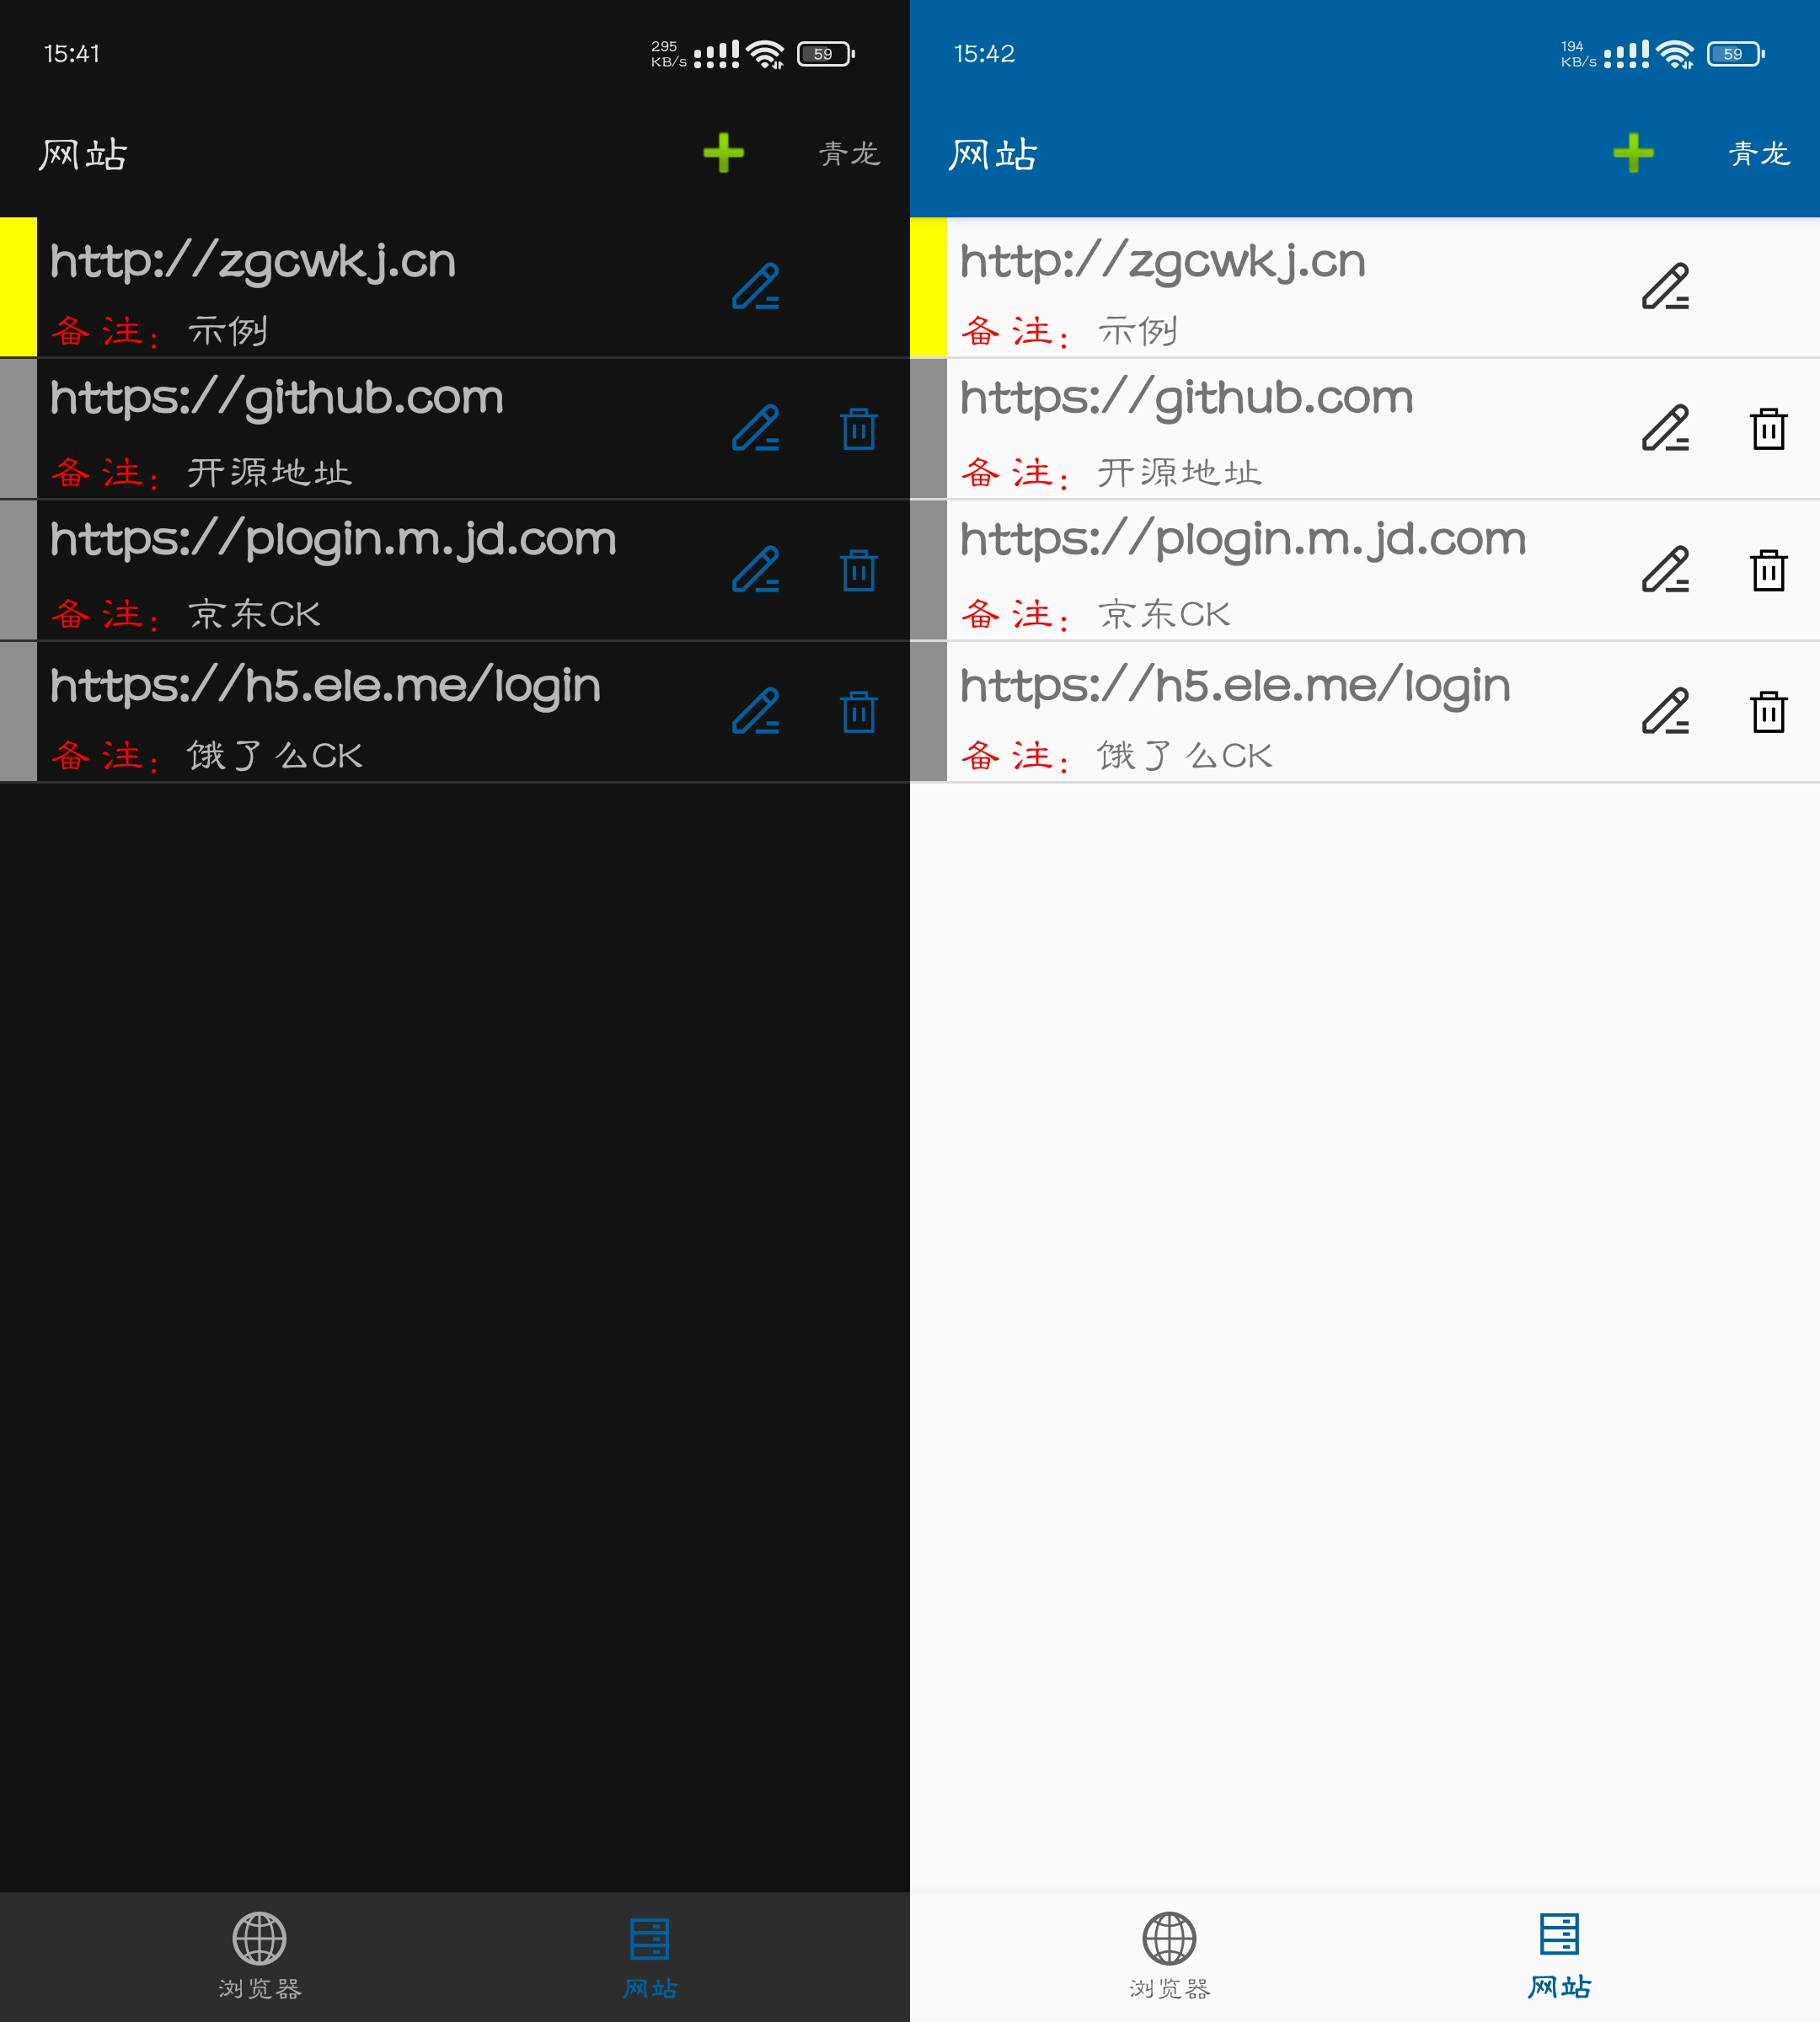 15:41
295
KB/s
59
网站
青龙
http://zgcwkj.cn
备注： 示例
https://github.com
备注： 开源地址
https://plogin.m.jd.com
备注： 京东CK
https://h5.ele.me/login
备注： 饿了么CK
浏览器
网站
15:42
194
KB/s
59
网站
青龙
http://zgcwkj.cn
备注： 示例
https://github.com
备注： 开源地址
https://plogin.m.jd.com
备注： 京东CK
https://h5.ele.me/login
备注： 饿了么CK
浏览器
网站